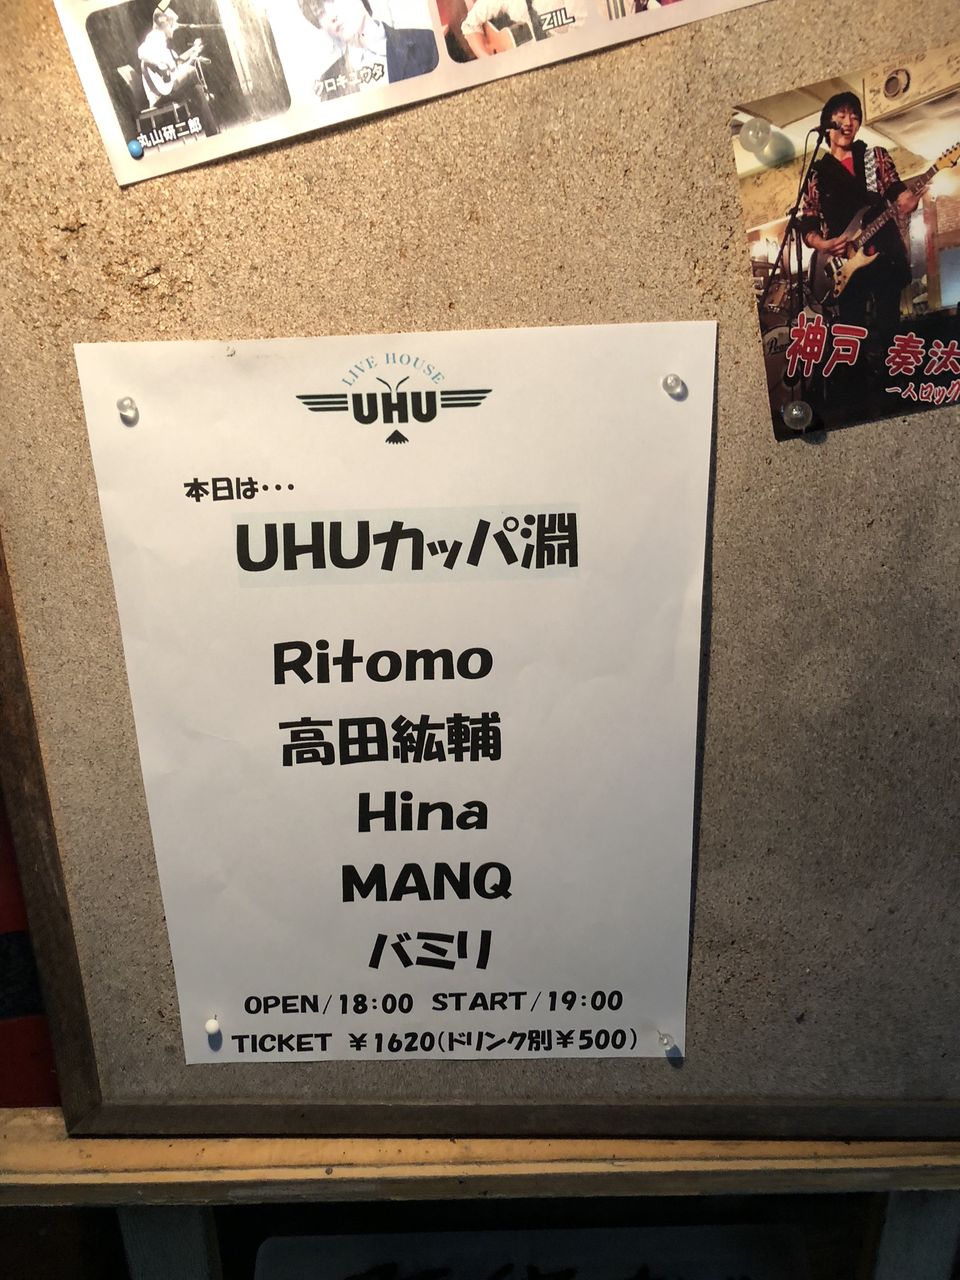 丸山研二郎
クロキユウタ
ZIL
神戸 奏汰
一人ロック
LIVE HOUSE
UHU
本日は・・・
UHUカッパ淵
Ritomo
高田紘輔
Hina
MANQ
バミリ
OPEN/18:00 START/19:00
TICKET ￥1620(ドリンク別￥500)